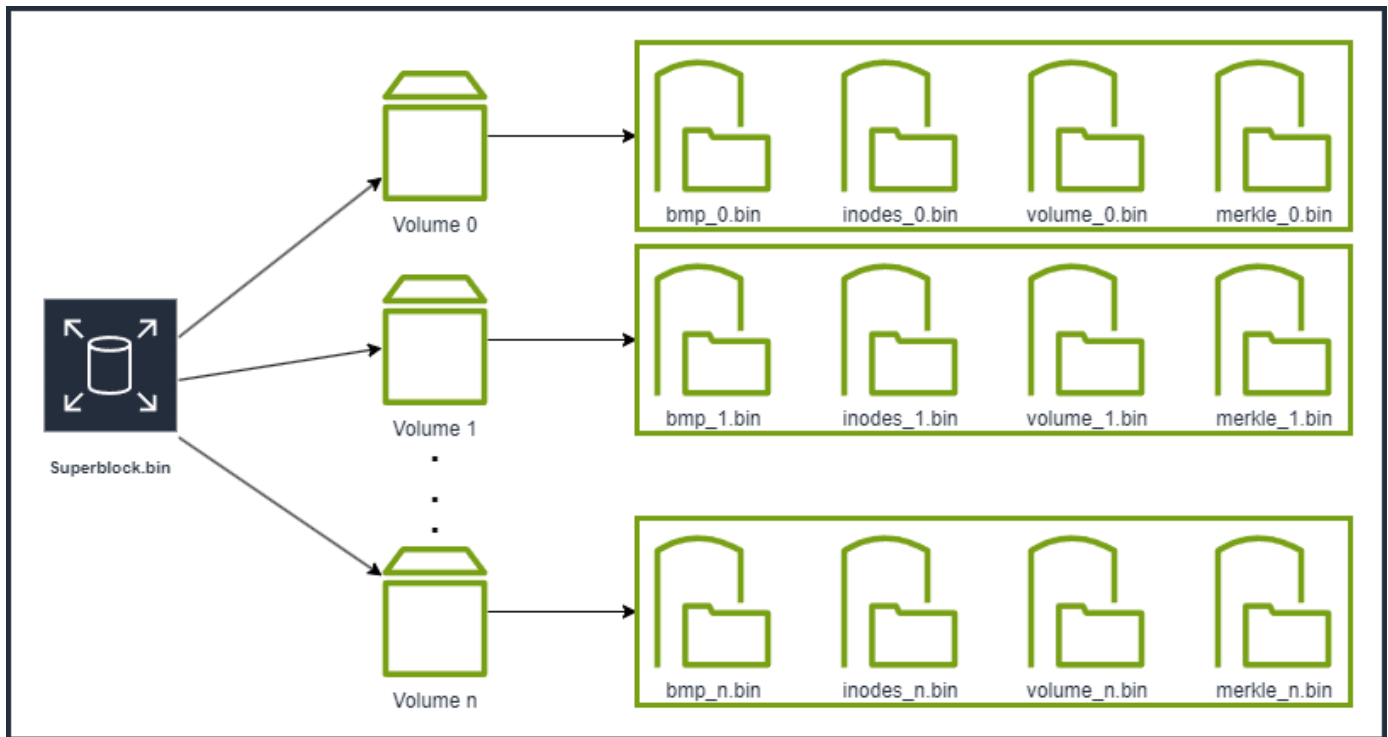 bmp_0.bin inodes_0.bin volume_0.bin merkle_0.bin
Volume 0
bmp_1.bin inodes_1.bin volume_1.bin merkle_1.bin
Volume 1
Superblock.bin
bmp_n.bin inodes_n.bin volume_n.bin merkle_n.bin
Volume n